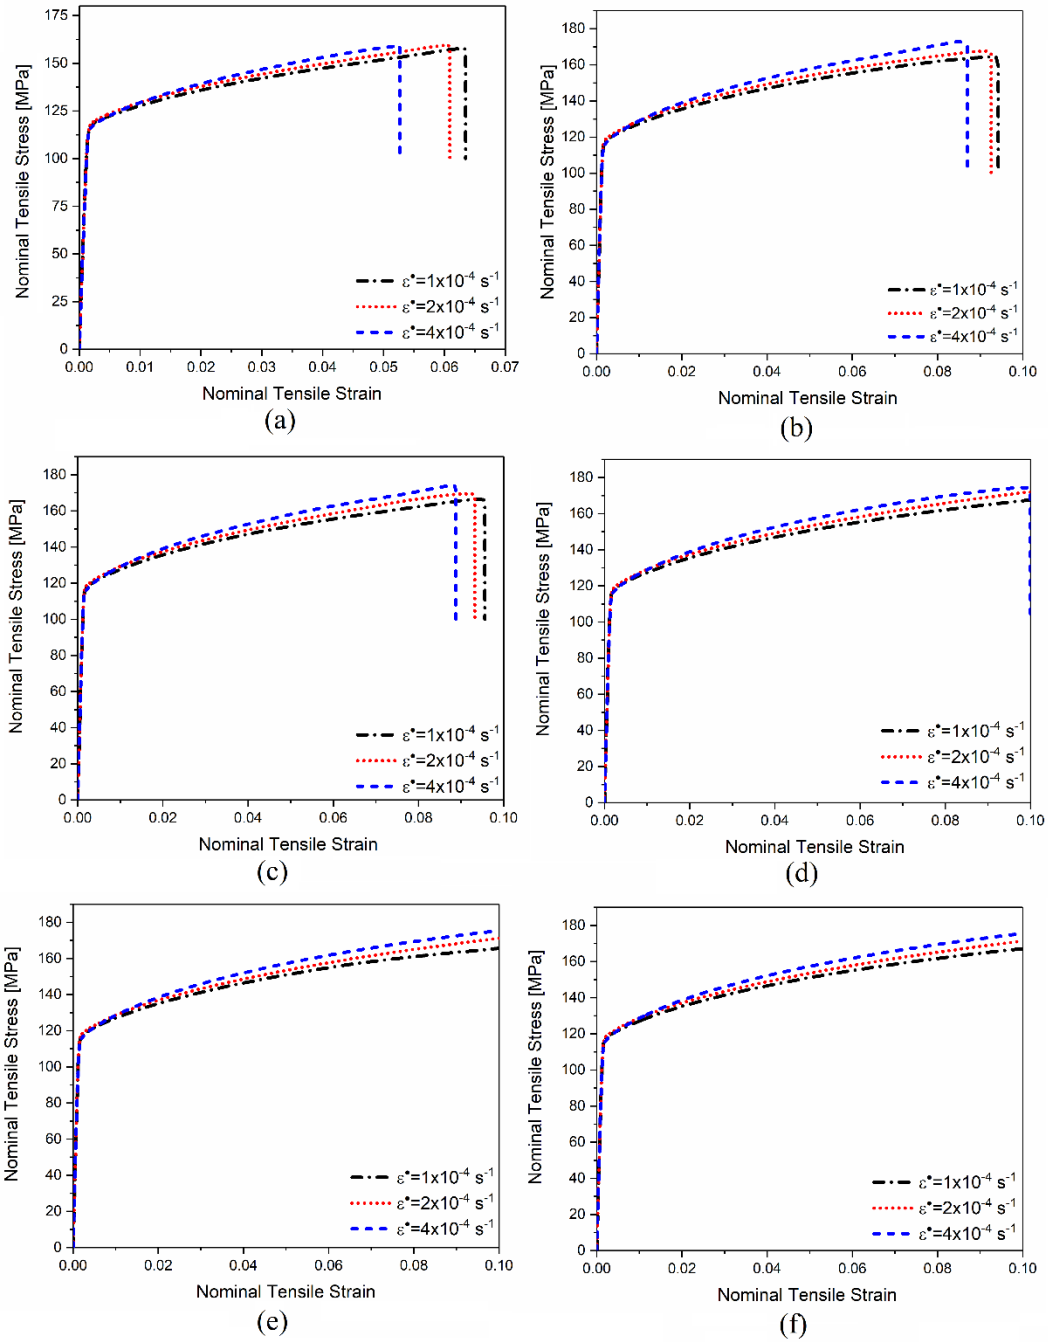 175
150
125
100
75
50
25
0
0.00 0.01 0.02 0.03 0.04 0.05 0.06 0.07
Nominal Tensile Stress [MPa]
Nominal Tensile Strain
ε•=1x10-4 s-1
ε•=2x10-4 s-1
ε•=4x10-4 s-1
(a)
180
160
140
120
100
80
60
40
20
0
0.00 0.02 0.04 0.06 0.08 0.10
Nominal Tensile Stress [MPa]
Nominal Tensile Strain
ε•=1x10-4 s-1
ε•=2x10-4 s-1
ε•=4x10-4 s-1
(b)
180
160
140
120
100
80
60
40
20
0
0.00 0.02 0.04 0.06 0.08 0.10
Nominal Tensile Stress [MPa]
Nominal Tensile Strain
ε•=1x10-4 s-1
ε•=2x10-4 s-1
ε•=4x10-4 s-1
(c)
180
160
140
120
100
80
60
40
20
0
0.00 0.02 0.04 0.06 0.08 0.10
Nominal Tensile Stress [MPa]
Nominal Tensile Strain
ε•=1x10-4 s-1
ε•=2x10-4 s-1
ε•=4x10-4 s-1
(d)
180
160
140
120
100
80
60
40
20
0
0.00 0.02 0.04 0.06 0.08 0.10
Nominal Tensile Stress [MPa]
Nominal Tensile Strain
ε•=1x10-4 s-1
ε•=2x10-4 s-1
ε•=4x10-4 s-1
(e)
180
160
140
120
100
80
60
40
20
0
0.00 0.02 0.04 0.06 0.08 0.10
Nominal Tensile Stress [MPa]
Nominal Tensile Strain
ε•=1x10-4 s-1
ε•=2x10-4 s-1
ε•=4x10-4 s-1
(f)